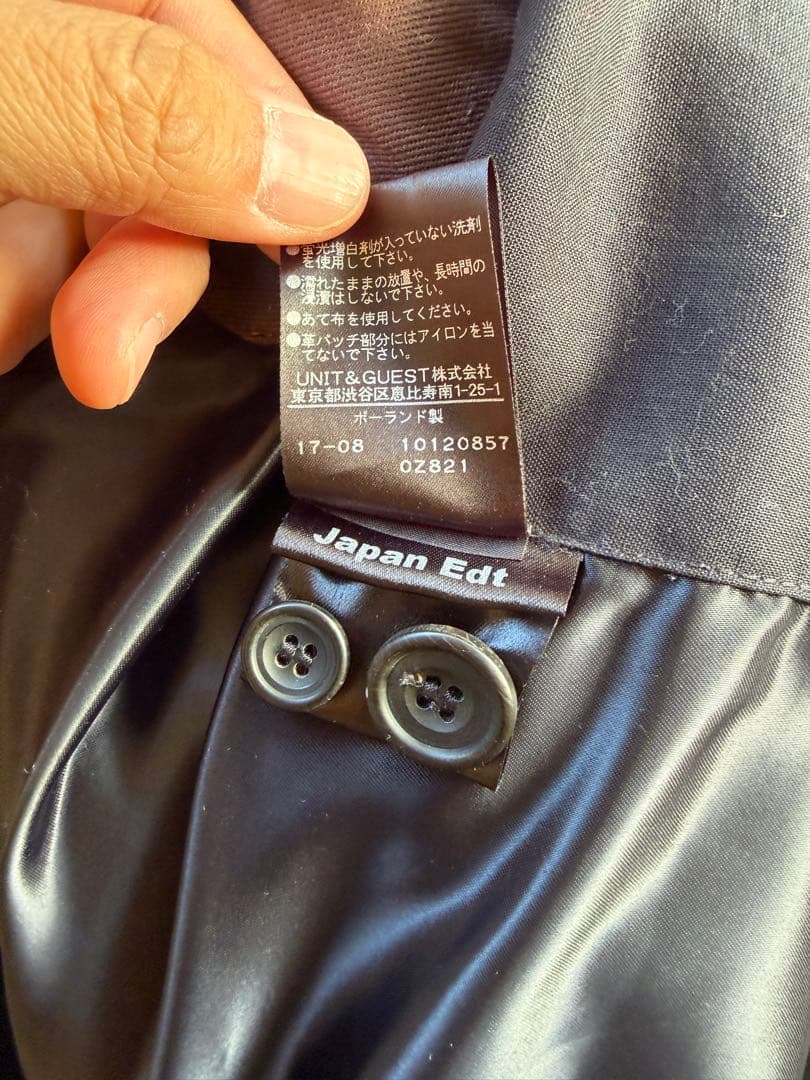 ●蛍光増白剤が入っていない洗剤
を使用して下さい。
●濡れたままの放置や、長時間の
浸漬はしないで下さい。
●あて布を使用してください。
●革パッチ部分にはアイロンを当
てないで下さい。
UNIT&GUEST株式会社
東京都渋谷区恵比寿南1-25-1
ポーランド製
17-08 10120857
0Z821
Japan Edt